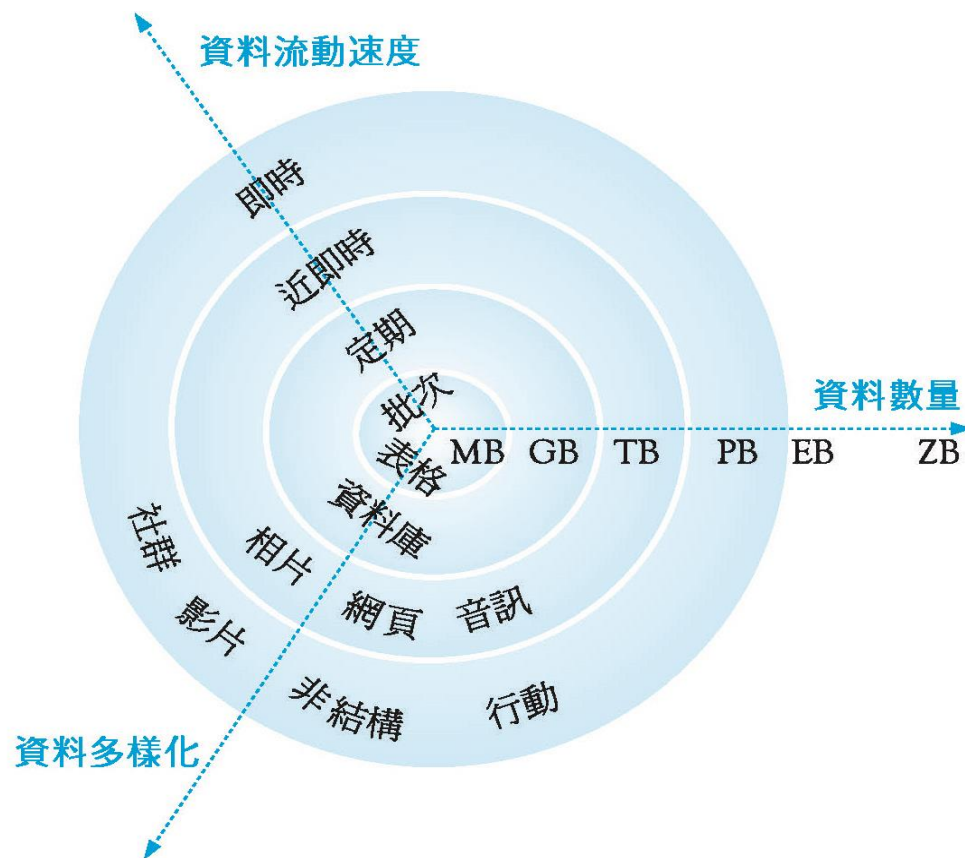 資料流動速度
即時
近即時
定期
批次
資料數量
MB GB TB PB EB ZB
表格
資料庫
相片 網頁 音訊
社群 影片 非結構 行動
資料多樣化